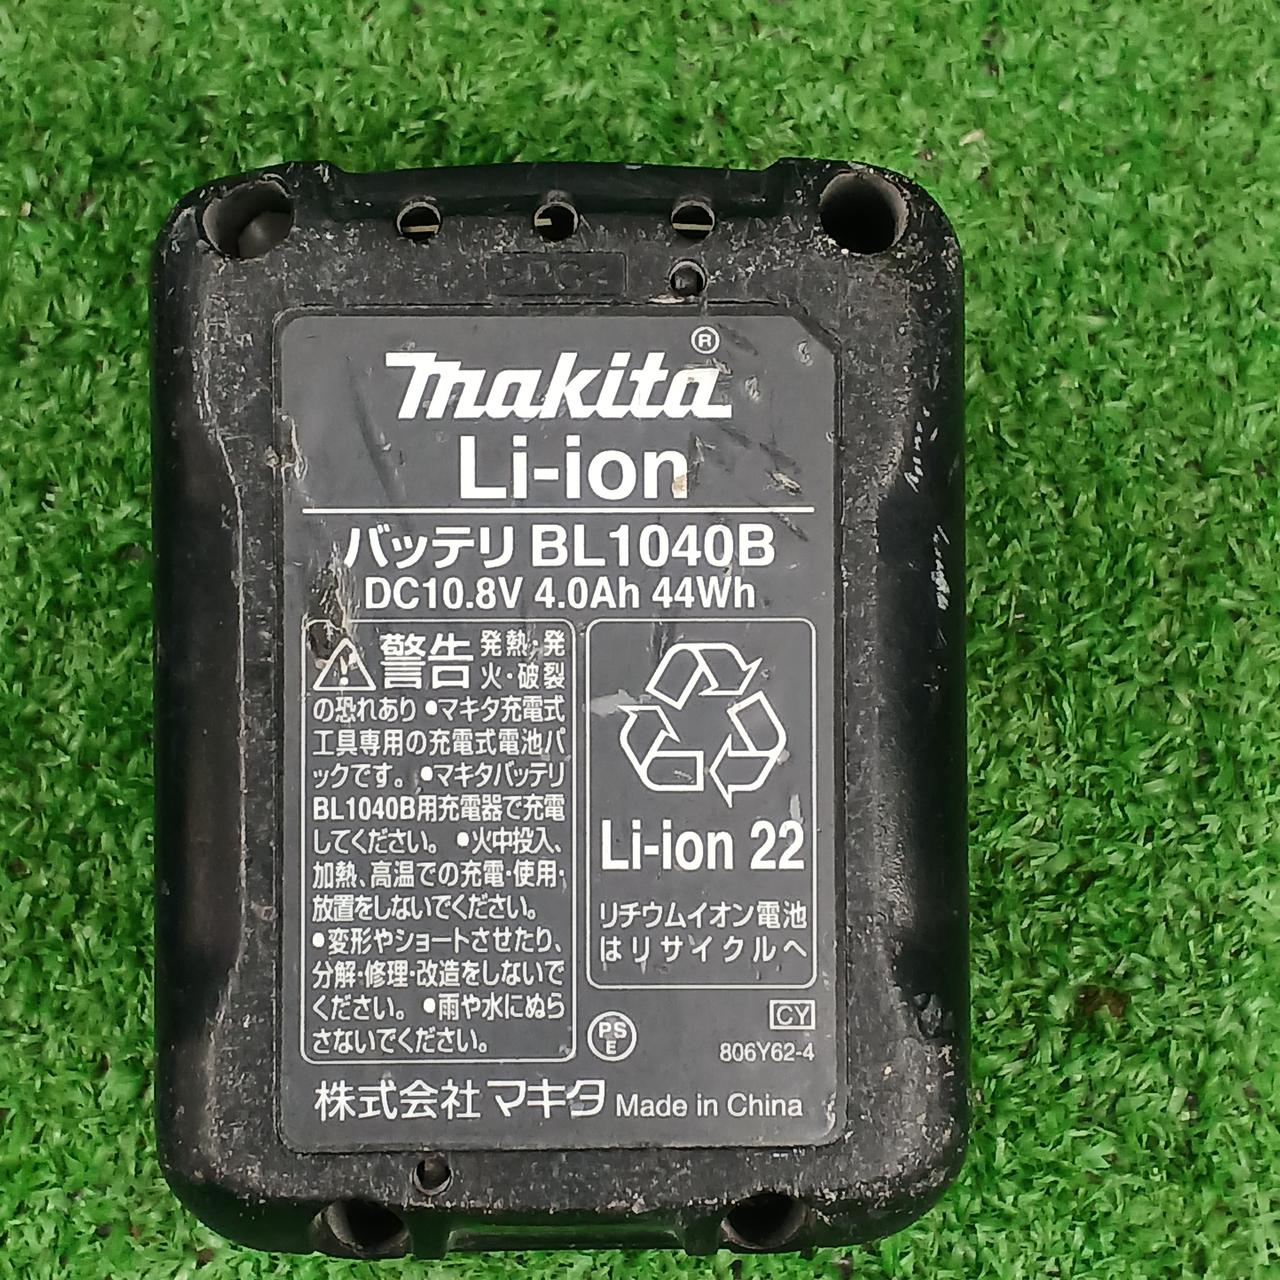 makita®
Li-ion
バッテリ BL1040B
DC10.8V 4.0Ah 44Wh
警告 発熱・発
火・破裂
の恐れあり ●マキタ充電式
工具専用の充電式電池パ
ックです。 ●マキタバッテリ
BL1040B用充電器で充電
してください。 ●火中投入、
加熱、高温での充電・使用・
放置をしないでください。
●変形やショートさせたり、
分解・修理・改造をしないで
ください。 ●雨や水にぬら
さないでください。
Li-ion 22
リチウムイオン電池
はリサイクルへ
PS
E
CY
806Y62-4
株式会社 マキタ Made in China